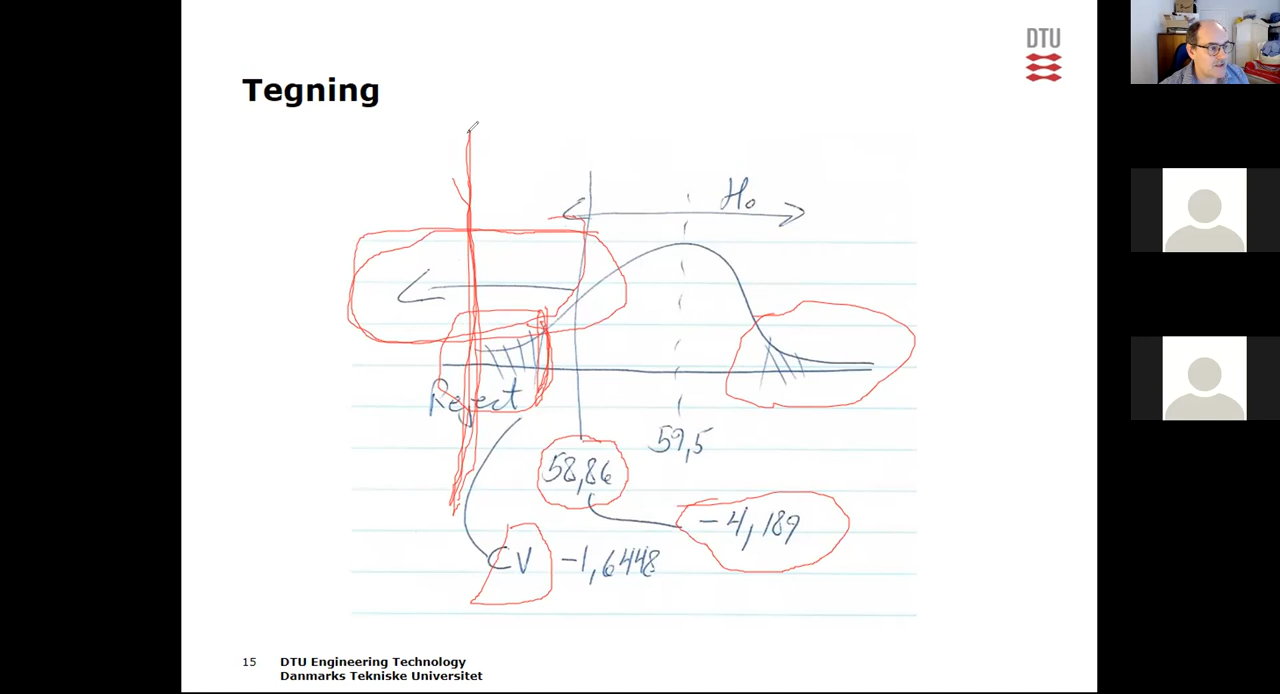 DTU
Tegning
H₀
Reject
59,5
58,86
-4,189
CV -1,6448
15 DTU Engineering Technology
Danmarks Tekniske Universitet